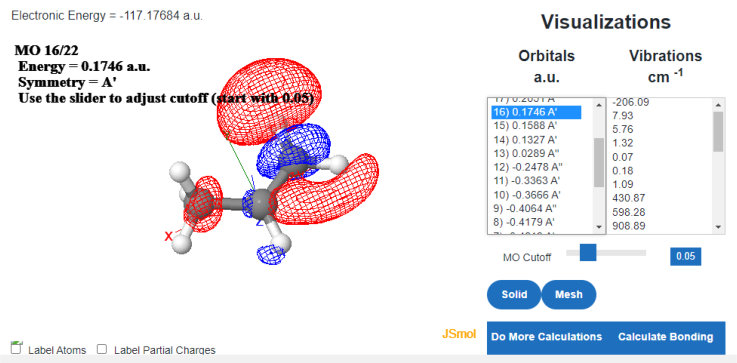 Electronic Energy = -117.17684 a.u.
MO 16/22
Energy = 0.1746 a.u.
Symmetry = A'
Use the slider to adjust cutoff (start with 0.05)
X
Z
Label Atoms
Label Partial Charges
JSmol
Visualizations
Orbitals
a.u.
Vibrations
cm -1
16) 0.1746 A'
15) 0.1588 A'
14) 0.1327 A'
13) 0.0289 A"
12) -0.2478 A"
11) -0.3363 A'
10) -0.3666 A'
9) -0.4064 A"
8) -0.4179 A'
-206.09
7.93
5.76
1.32
0.07
0.18
1.09
430.87
598.28
908.89
MO Cutoff
0.05
Solid
Mesh
Do More Calculations
Calculate Bonding